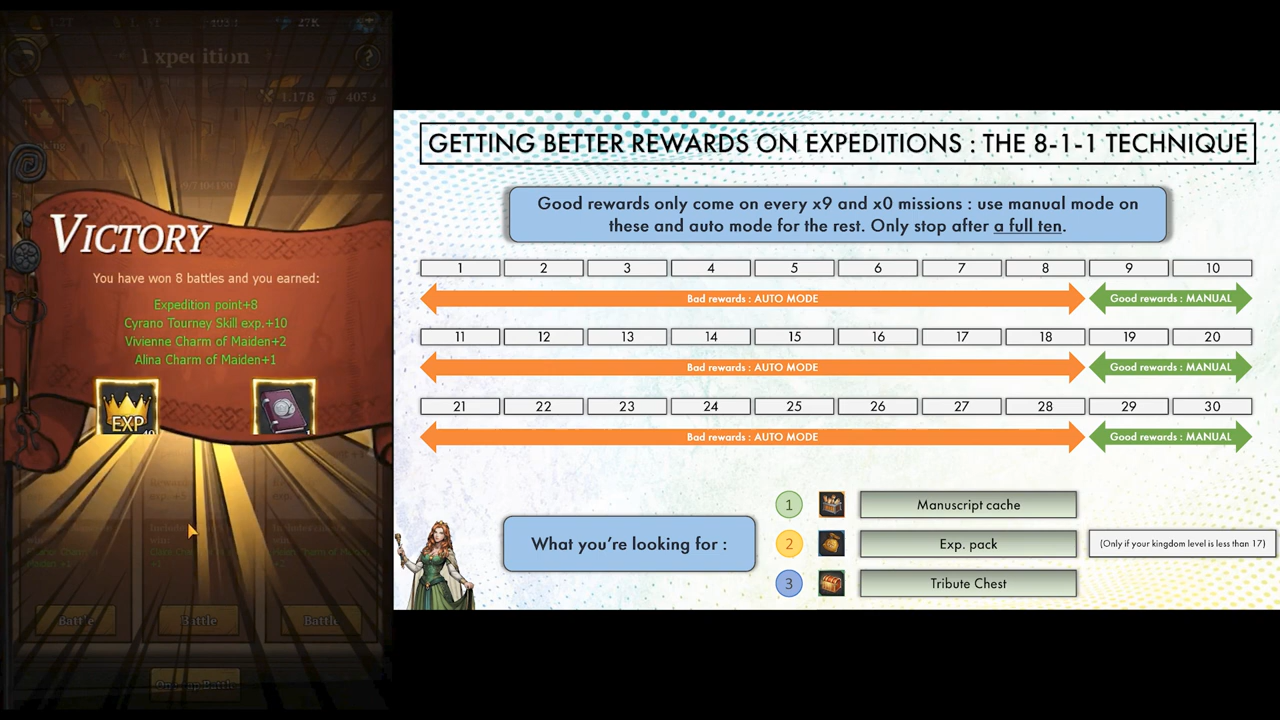 27K
Expedition
?
1,178
VICTORY
You have won 8 battles and you earned:
Expedition point+8
Cyrano Tourney Skill exp.+10
Vivienne Charm of Maiden+2
Alina Charm of Maiden+1
EXP
Battle
Battle
Battle
GETTING BETTER REWARDS ON EXPEDITIONS : THE 8-1-1 TECHNIQUE
Good rewards only come on every x9 and x0 missions : use manual mode on
these and auto mode for the rest. Only stop after a full ten.
1 2 3 4 5 6 7 8 9 10
Bad rewards : AUTO MODE Good rewards : MANUAL
11 12 13 14 15 16 17 18 19 20
Bad rewards : AUTO MODE Good rewards : MANUAL
21 22 23 24 25 26 27 28 29 30
Bad rewards : AUTO MODE Good rewards : MANUAL
What you're looking for :
1 Manuscript cache
2 Exp. pack (Only if your kingdom level is less than 17)
3 Tribute Chest